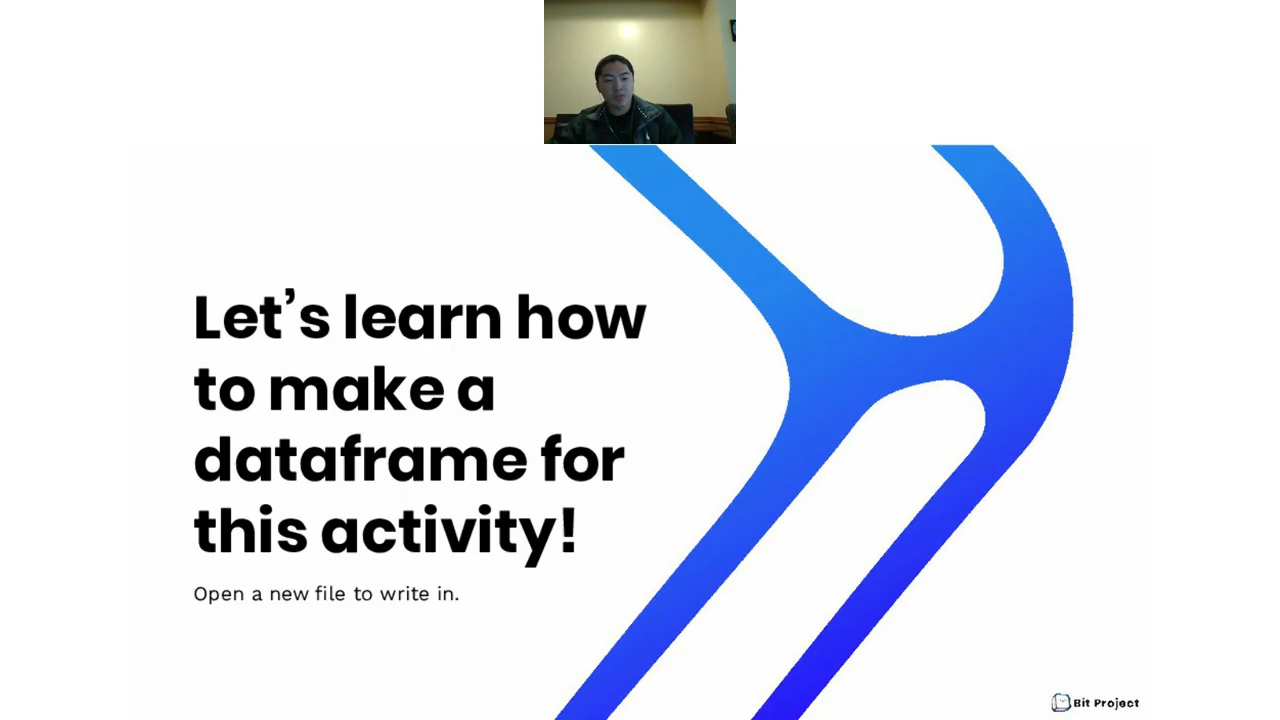 Let’s learn how
to make a
dataframe for
this activity!
Open a new file to write in.
Bit Project